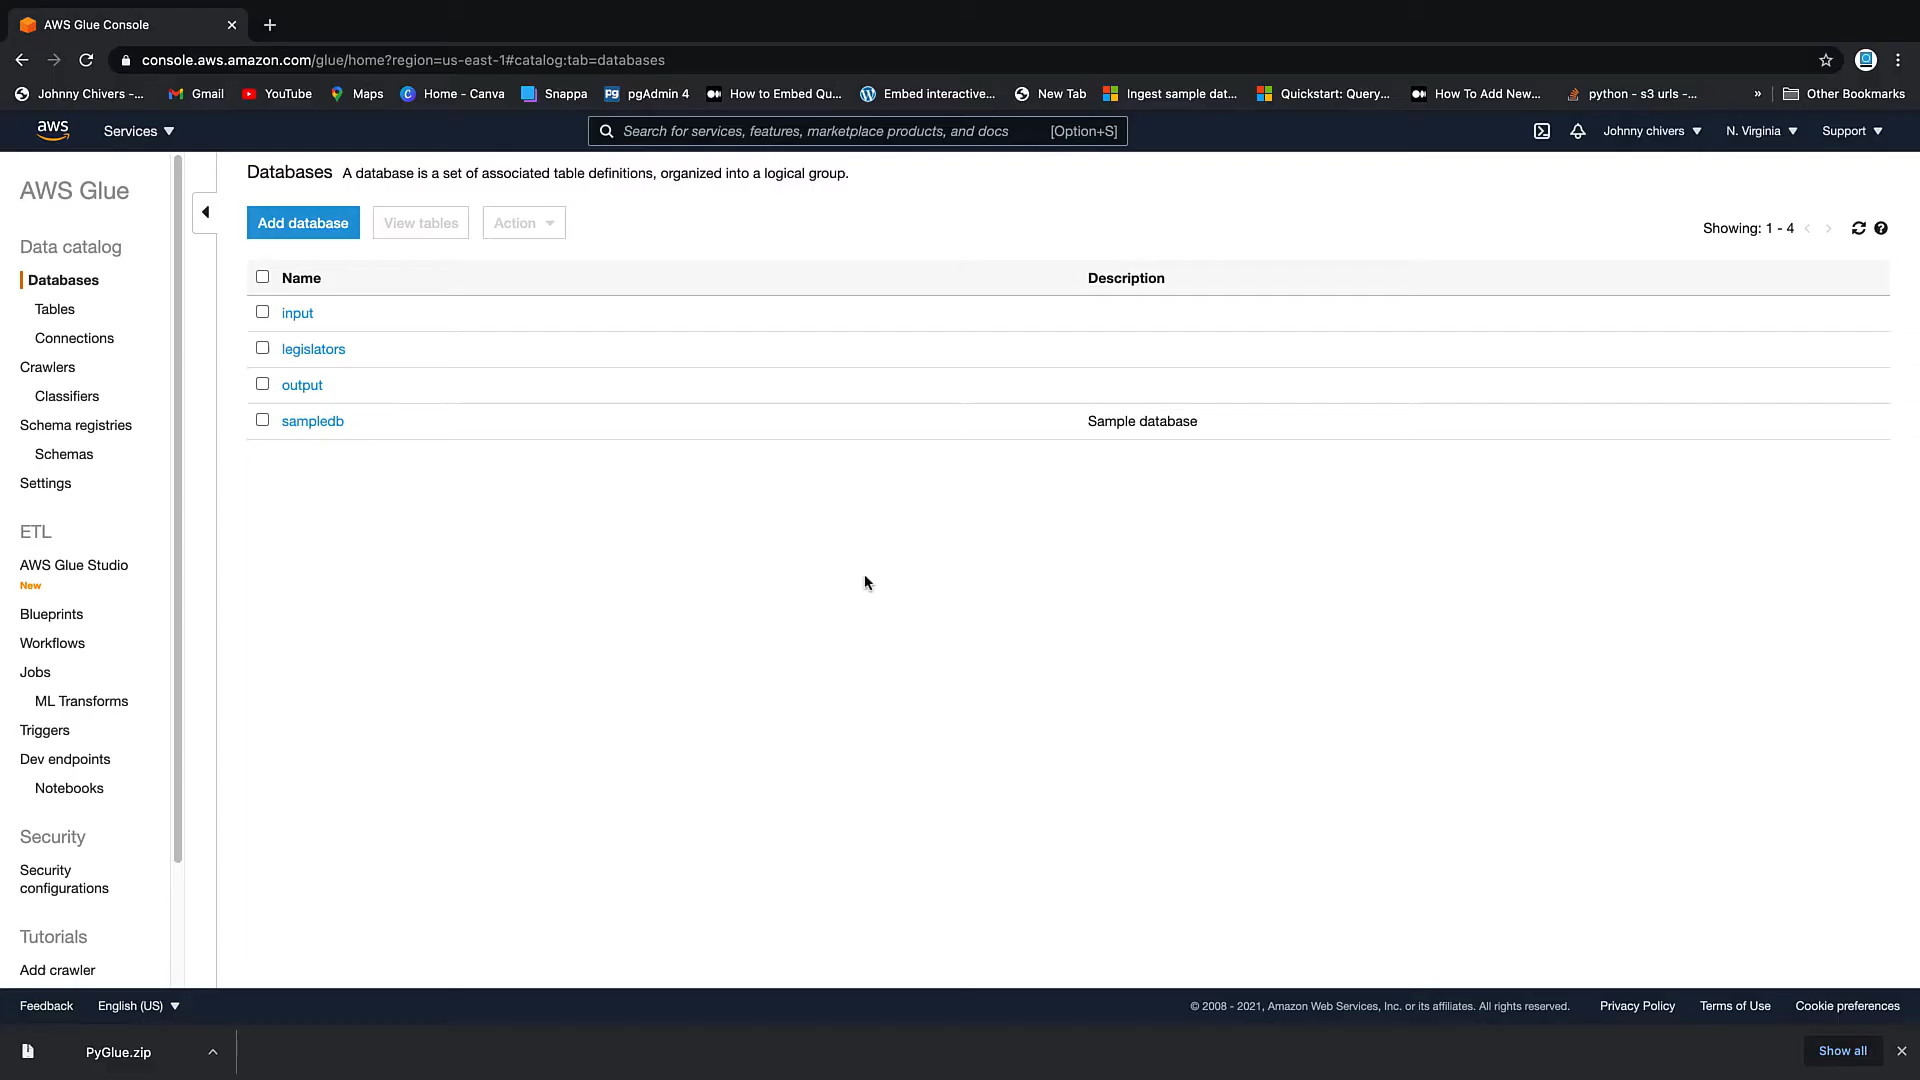 AWS Glue Console
console.aws.amazon.com/glue/home?region=us-east-1#catalog:tab=databases
Johnny Chivers -... Gmail YouTube Maps Home - Canva Snappa pgAdmin 4 How to Embed Qu... Embed interactive... New Tab Ingest sample dat... Quickstart: Query... How To Add New... python - s3 urls -... » Other Bookmarks
aws Services Search for services, features, marketplace products, and docs [Option+S] Johnny chivers N. Virginia Support
AWS Glue
Data catalog
Databases
Tables
Connections
Crawlers
Classifiers
Schema registries
Schemas
Settings
ETL
AWS Glue Studio
New
Blueprints
Workflows
Jobs
ML Transforms
Triggers
Dev endpoints
Notebooks
Security
Security
configurations
Tutorials
Add crawler
Databases A database is a set of associated table definitions, organized into a logical group.
Add database View tables Action Showing: 1 - 4
Name Description
input
legislators
output
sampledb Sample database
Feedback English (US) © 2008 - 2021, Amazon Web Services, Inc. or its affiliates. All rights reserved. Privacy Policy Terms of Use Cookie preferences
PyGlue.zip Show all